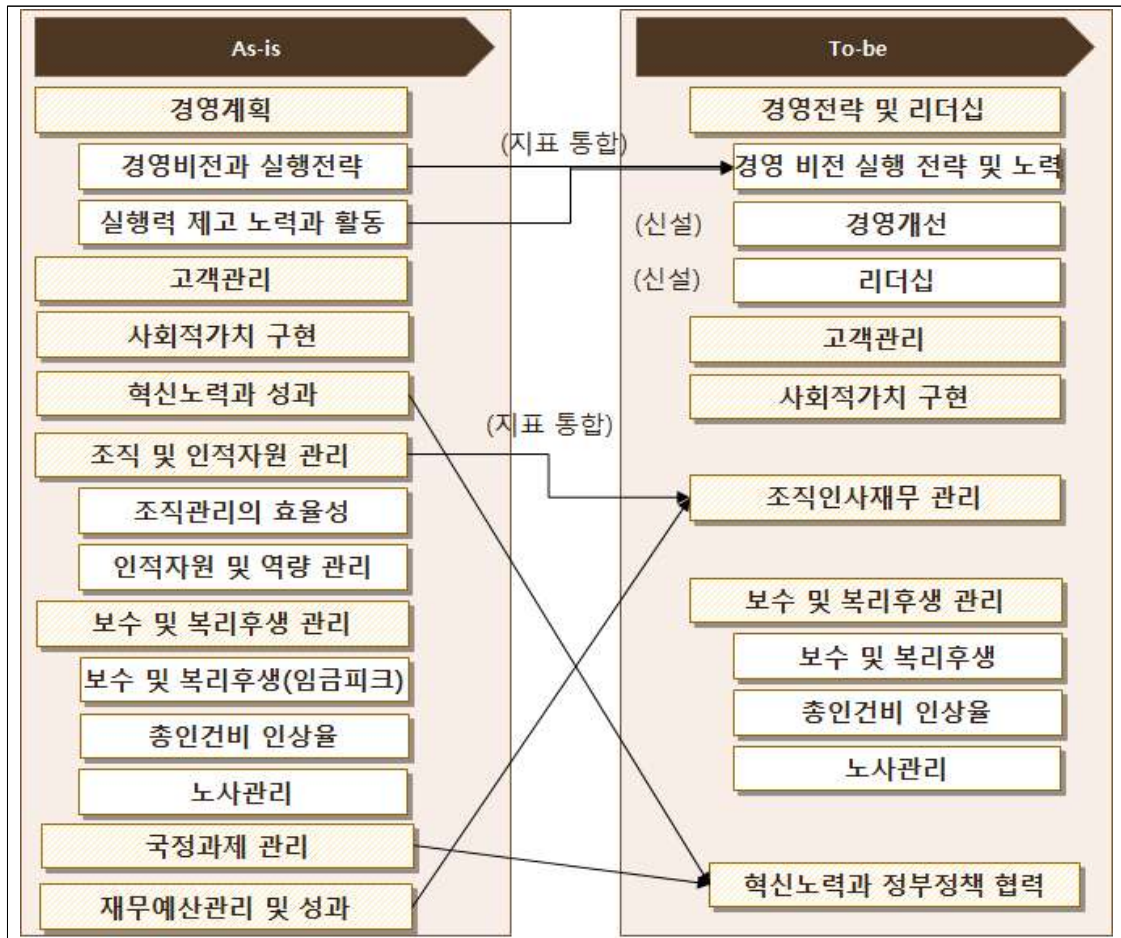 As-is
경영계획
경영비전과 실행전략
실행력 제고 노력과 활동
고객관리
사회적가치 구현
혁신노력과 성과
조직 및 인적자원 관리
조직관리의 효율성
인적자원 및 역량 관리
보수 및 복리후생 관리
보수 및 복리후생(임금피크)
총인건비 인상율
노사관리
국정과제 관리
재무예산관리 및 성과
(지표 통합)
(지표 통합)
To-be
경영전략 및 리더십
경영 비전 실행 전략 및 노력
(신설) 경영개선
(신설) 리더십
고객관리
사회적가치 구현
조직인사재무 관리
보수 및 복리후생 관리
보수 및 복리후생
총인건비 인상율
노사관리
혁신노력과 정부정책 협력